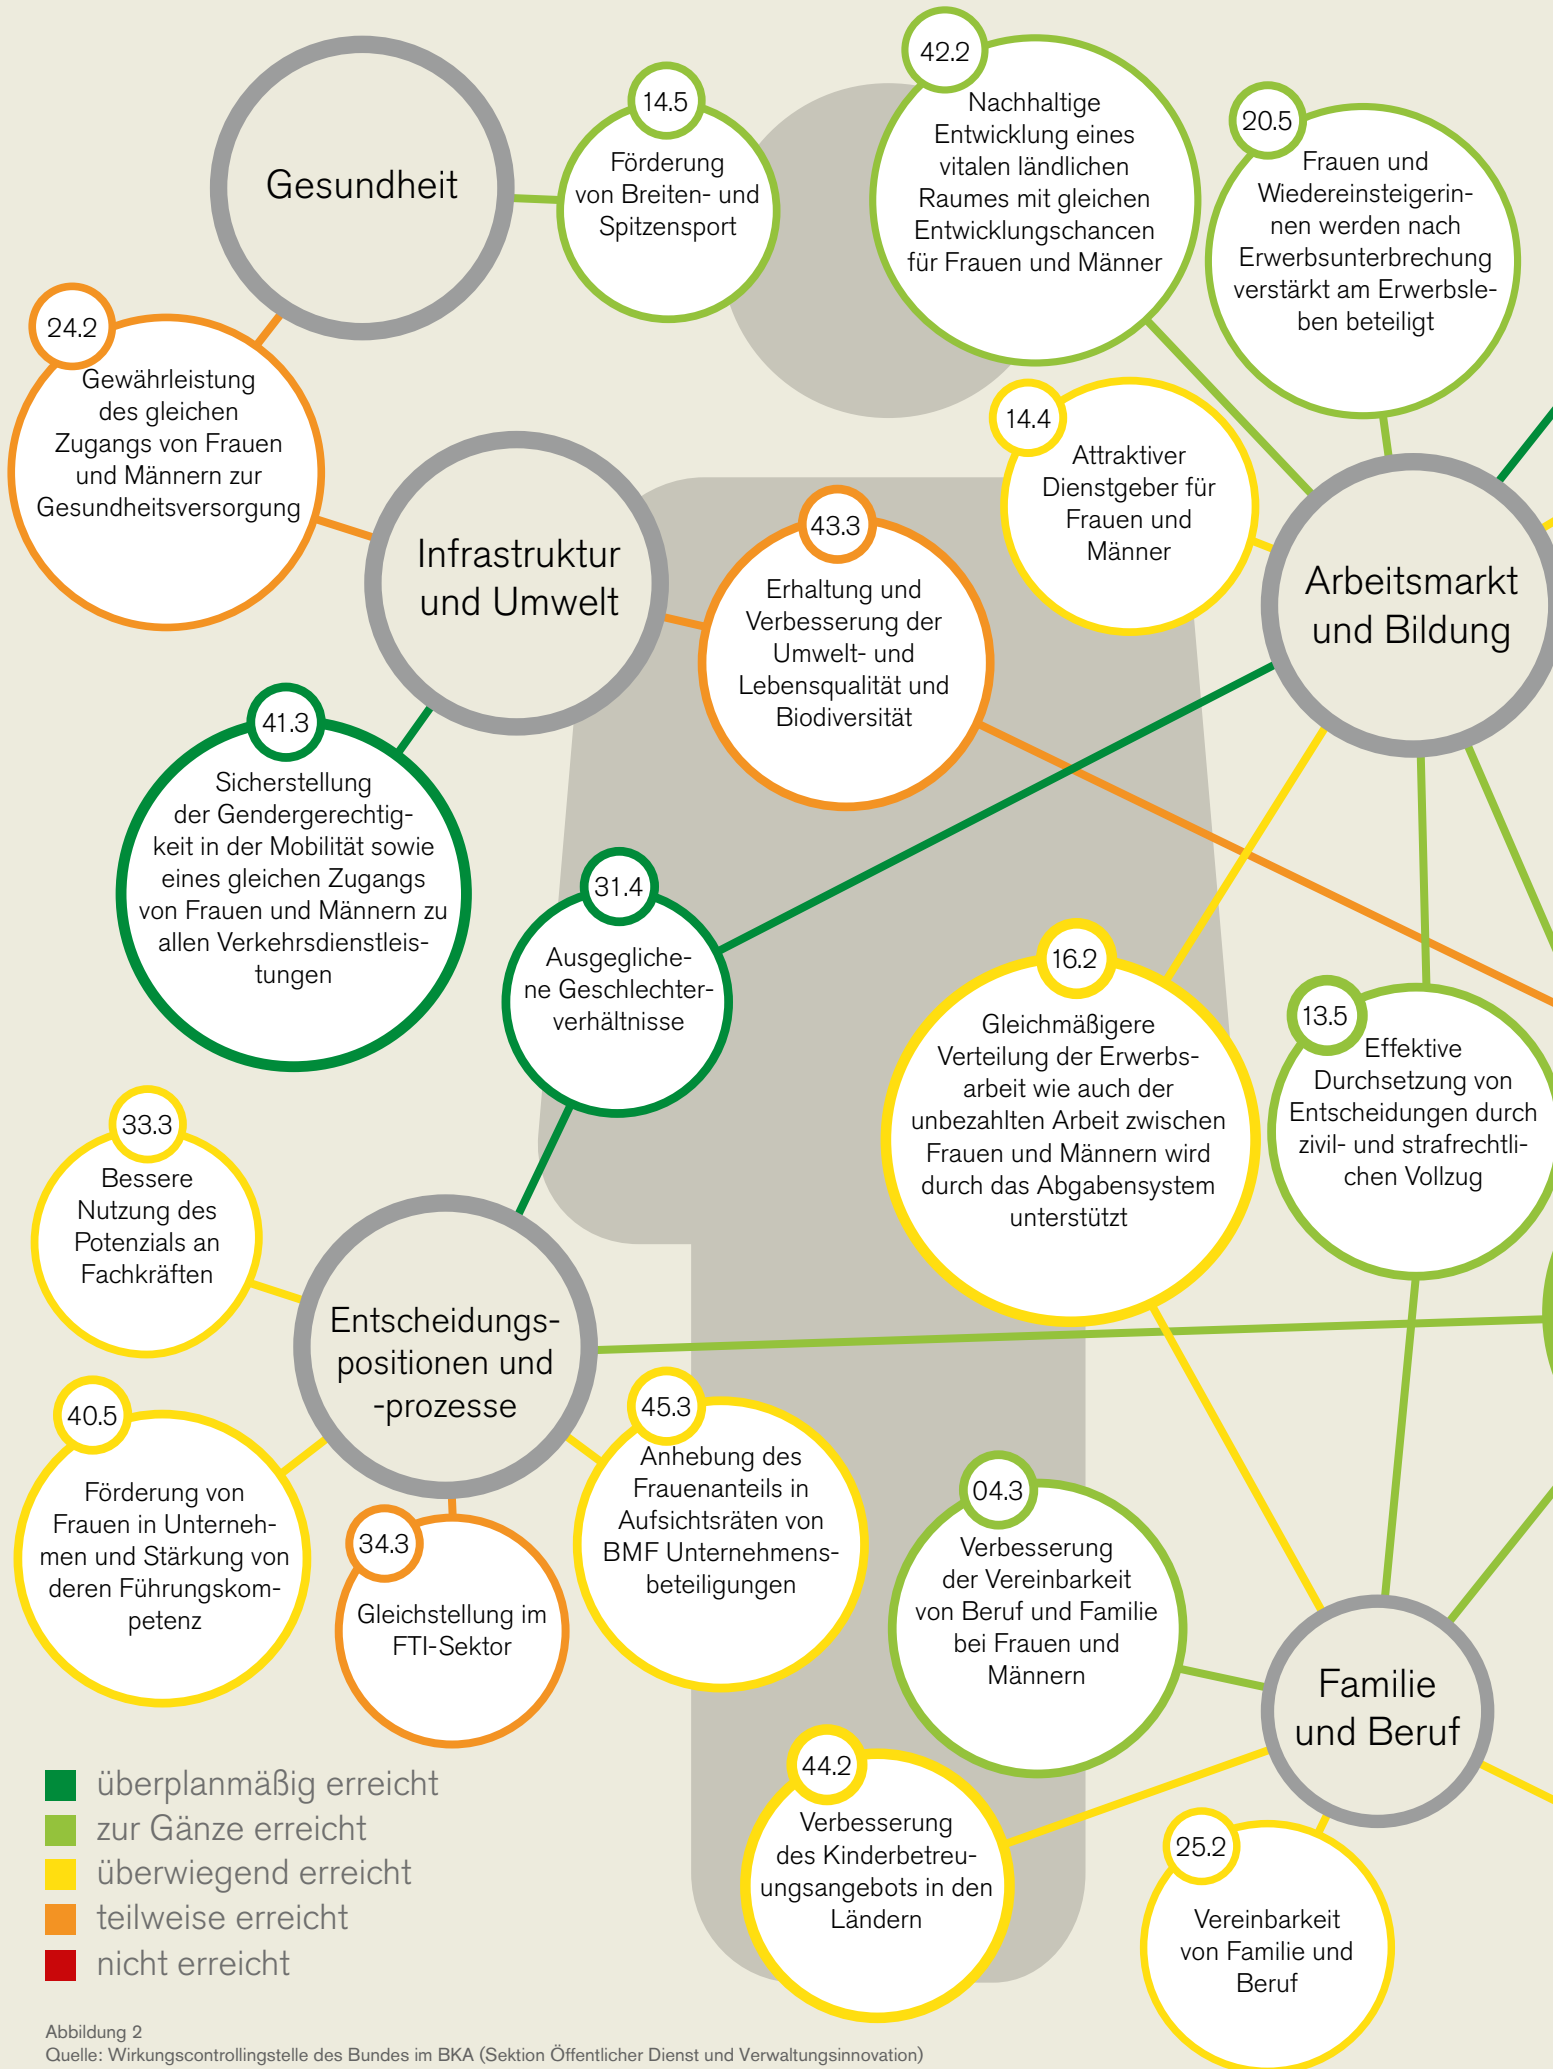 Gesundheit
14.5
Förderung
von Breiten- und
Spitzensport
42.2
Nachhaltige
Entwicklung eines
vitalen ländlichen
Raumes mit gleichen
Entwicklungschancen
für Frauen und Männer
20.5
Frauen und
Wiedereinsteigerin-
nen werden nach
Erwerbsunterbrechung
verstärkt am Erwerbsle-
ben beteiligt
24.2
Gewährleistung
des gleichen
Zugangs von Frauen
und Männern zur
Gesundheitsversorgung
14.4
Attraktiver
Dienstgeber für
Frauen und
Männer
Infrastruktur
und Umwelt
43.3
Erhaltung und
Verbesserung der
Umwelt- und
Lebensqualität und
Biodiversität
Arbeitsmarkt
und Bildung
41.3
Sicherstellung
der Gendergerechtig-
keit in der Mobilität sowie
eines gleichen Zugangs
von Frauen und Männern zu
allen Verkehrsdienstleis-
tungen
31.4
Ausgegliche-
ne Geschlechter-
verhältnisse
16.2
Gleichmäßigere
Verteilung der Erwerbs-
arbeit wie auch der
unbezahlten Arbeit zwischen
Frauen und Männern wird
durch das Abgabensystem
unterstützt
13.5
Effektive
Durchsetzung von
Entscheidungen durch
zivil- und strafrechtli-
chen Vollzug
33.3
Bessere
Nutzung des
Potenzials an
Fachkräften
Entscheidungs-
positionen und
-prozesse
40.5
Förderung von
Frauen in Unterneh-
men und Stärkung von
deren Führungskom-
petenz
34.3
Gleichstellung im
FTI-Sektor
45.3
Anhebung des
Frauenanteils in
Aufsichtsräten von
BMF Unternehmens-
beteiligungen
04.3
Verbesserung
der Vereinbarkeit
von Beruf und Familie
bei Frauen und
Männern
Familie
und Beruf
44.2
Verbesserung
des Kinderbetreu-
ungsangebots in den
Ländern
25.2
Vereinbarkeit
von Familie und
Beruf
überplanmäßig erreicht
zur Gänze erreicht
überwiegend erreicht
teilweise erreicht
nicht erreicht
Abbildung 2
Quelle: Wirkungscontrollingstelle des Bundes im BKA (Sektion Öffentlicher Dienst und Verwaltungsinnovation)